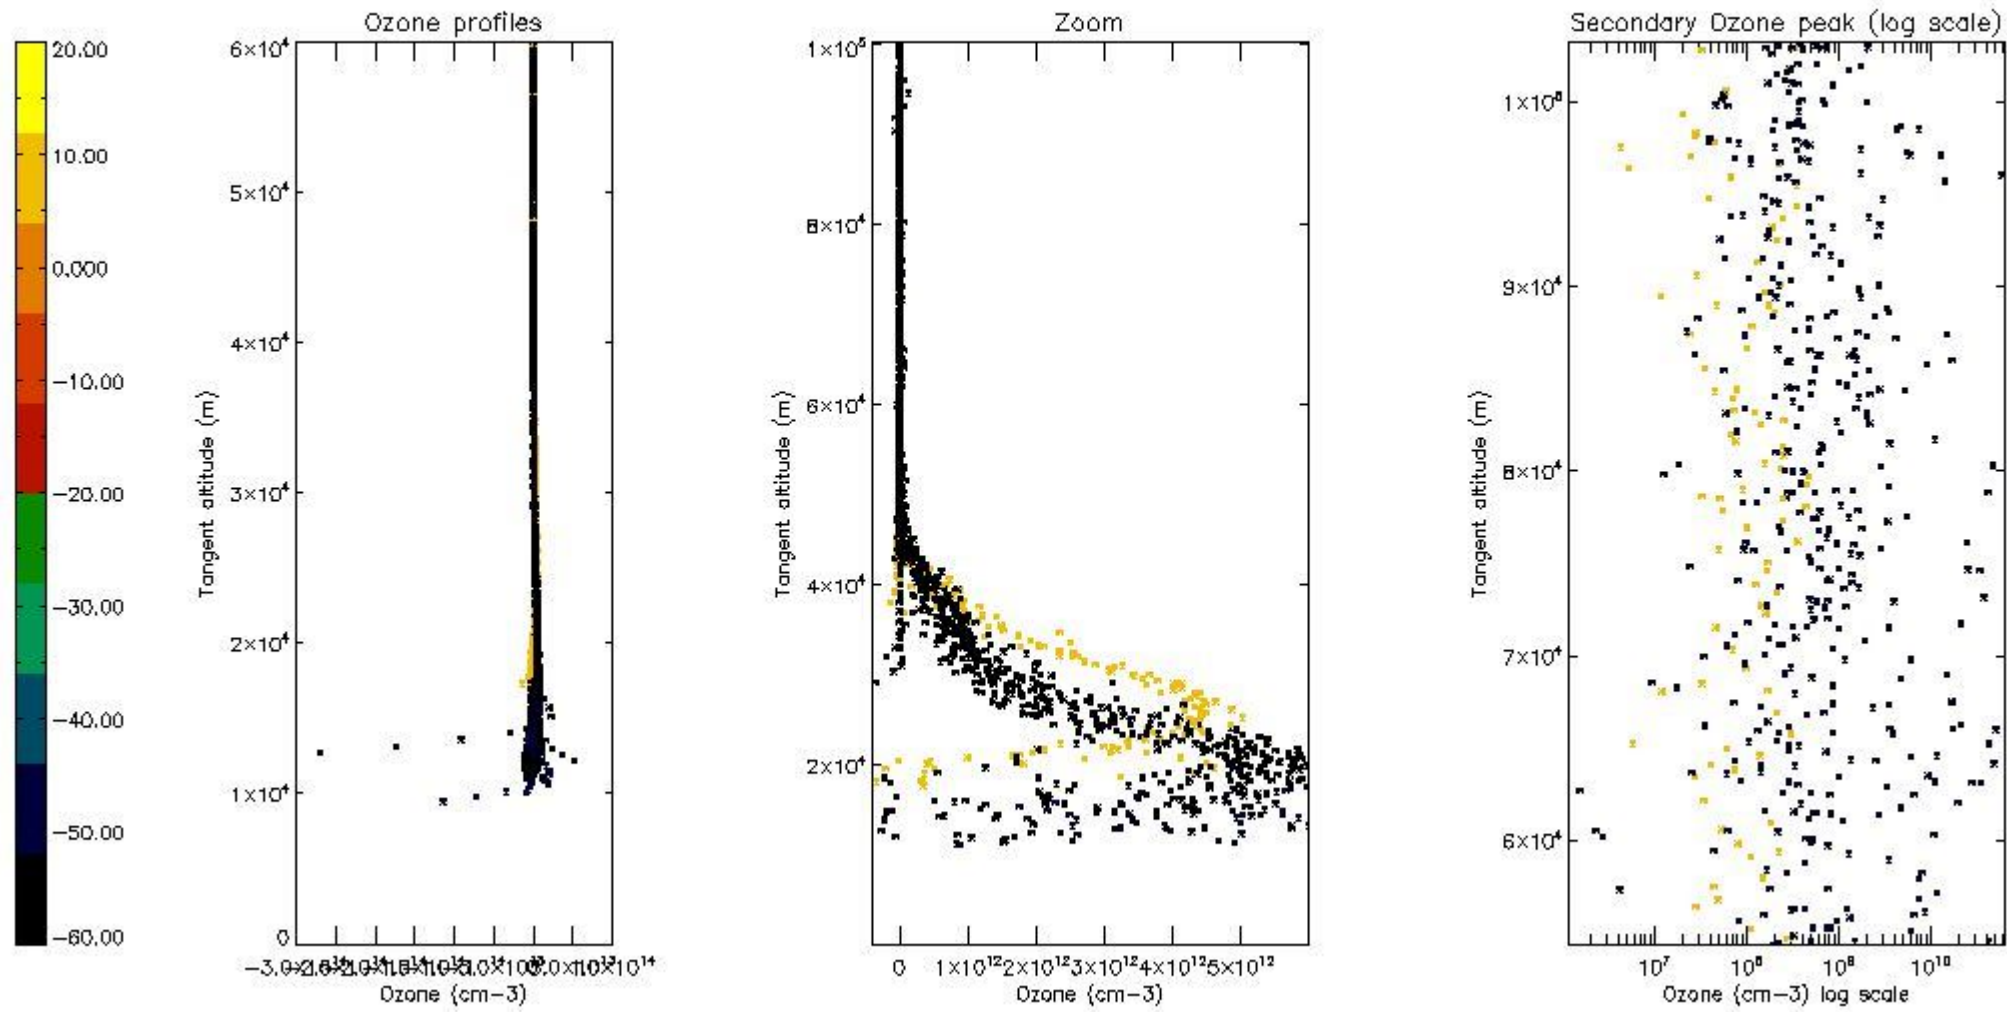 Ozone profiles
Zoom
Secondary Ozone peak (log scale)
20.00
10.00
0.000
−10.00
−20.00
−30.00
−40.00
−50.00
−60.00
6×10⁴
5×10⁴
4×10⁴
3×10⁴
2×10⁴
1×10⁴
0
Tangent altitude (m)
Ozone (cm−3)
1×10⁵
8×10⁴
6×10⁴
4×10⁴
2×10⁴
Tangent altitude (m)
0 1×10¹² 2×10¹² 3×10¹² 4×10¹² 5×10¹²
Ozone (cm−3)
9×10⁴
8×10⁴
7×10⁴
6×10⁴
Tangent altitude (m)
10⁷ 10⁸ 10⁹ 10¹⁰
Ozone (cm−3) log scale